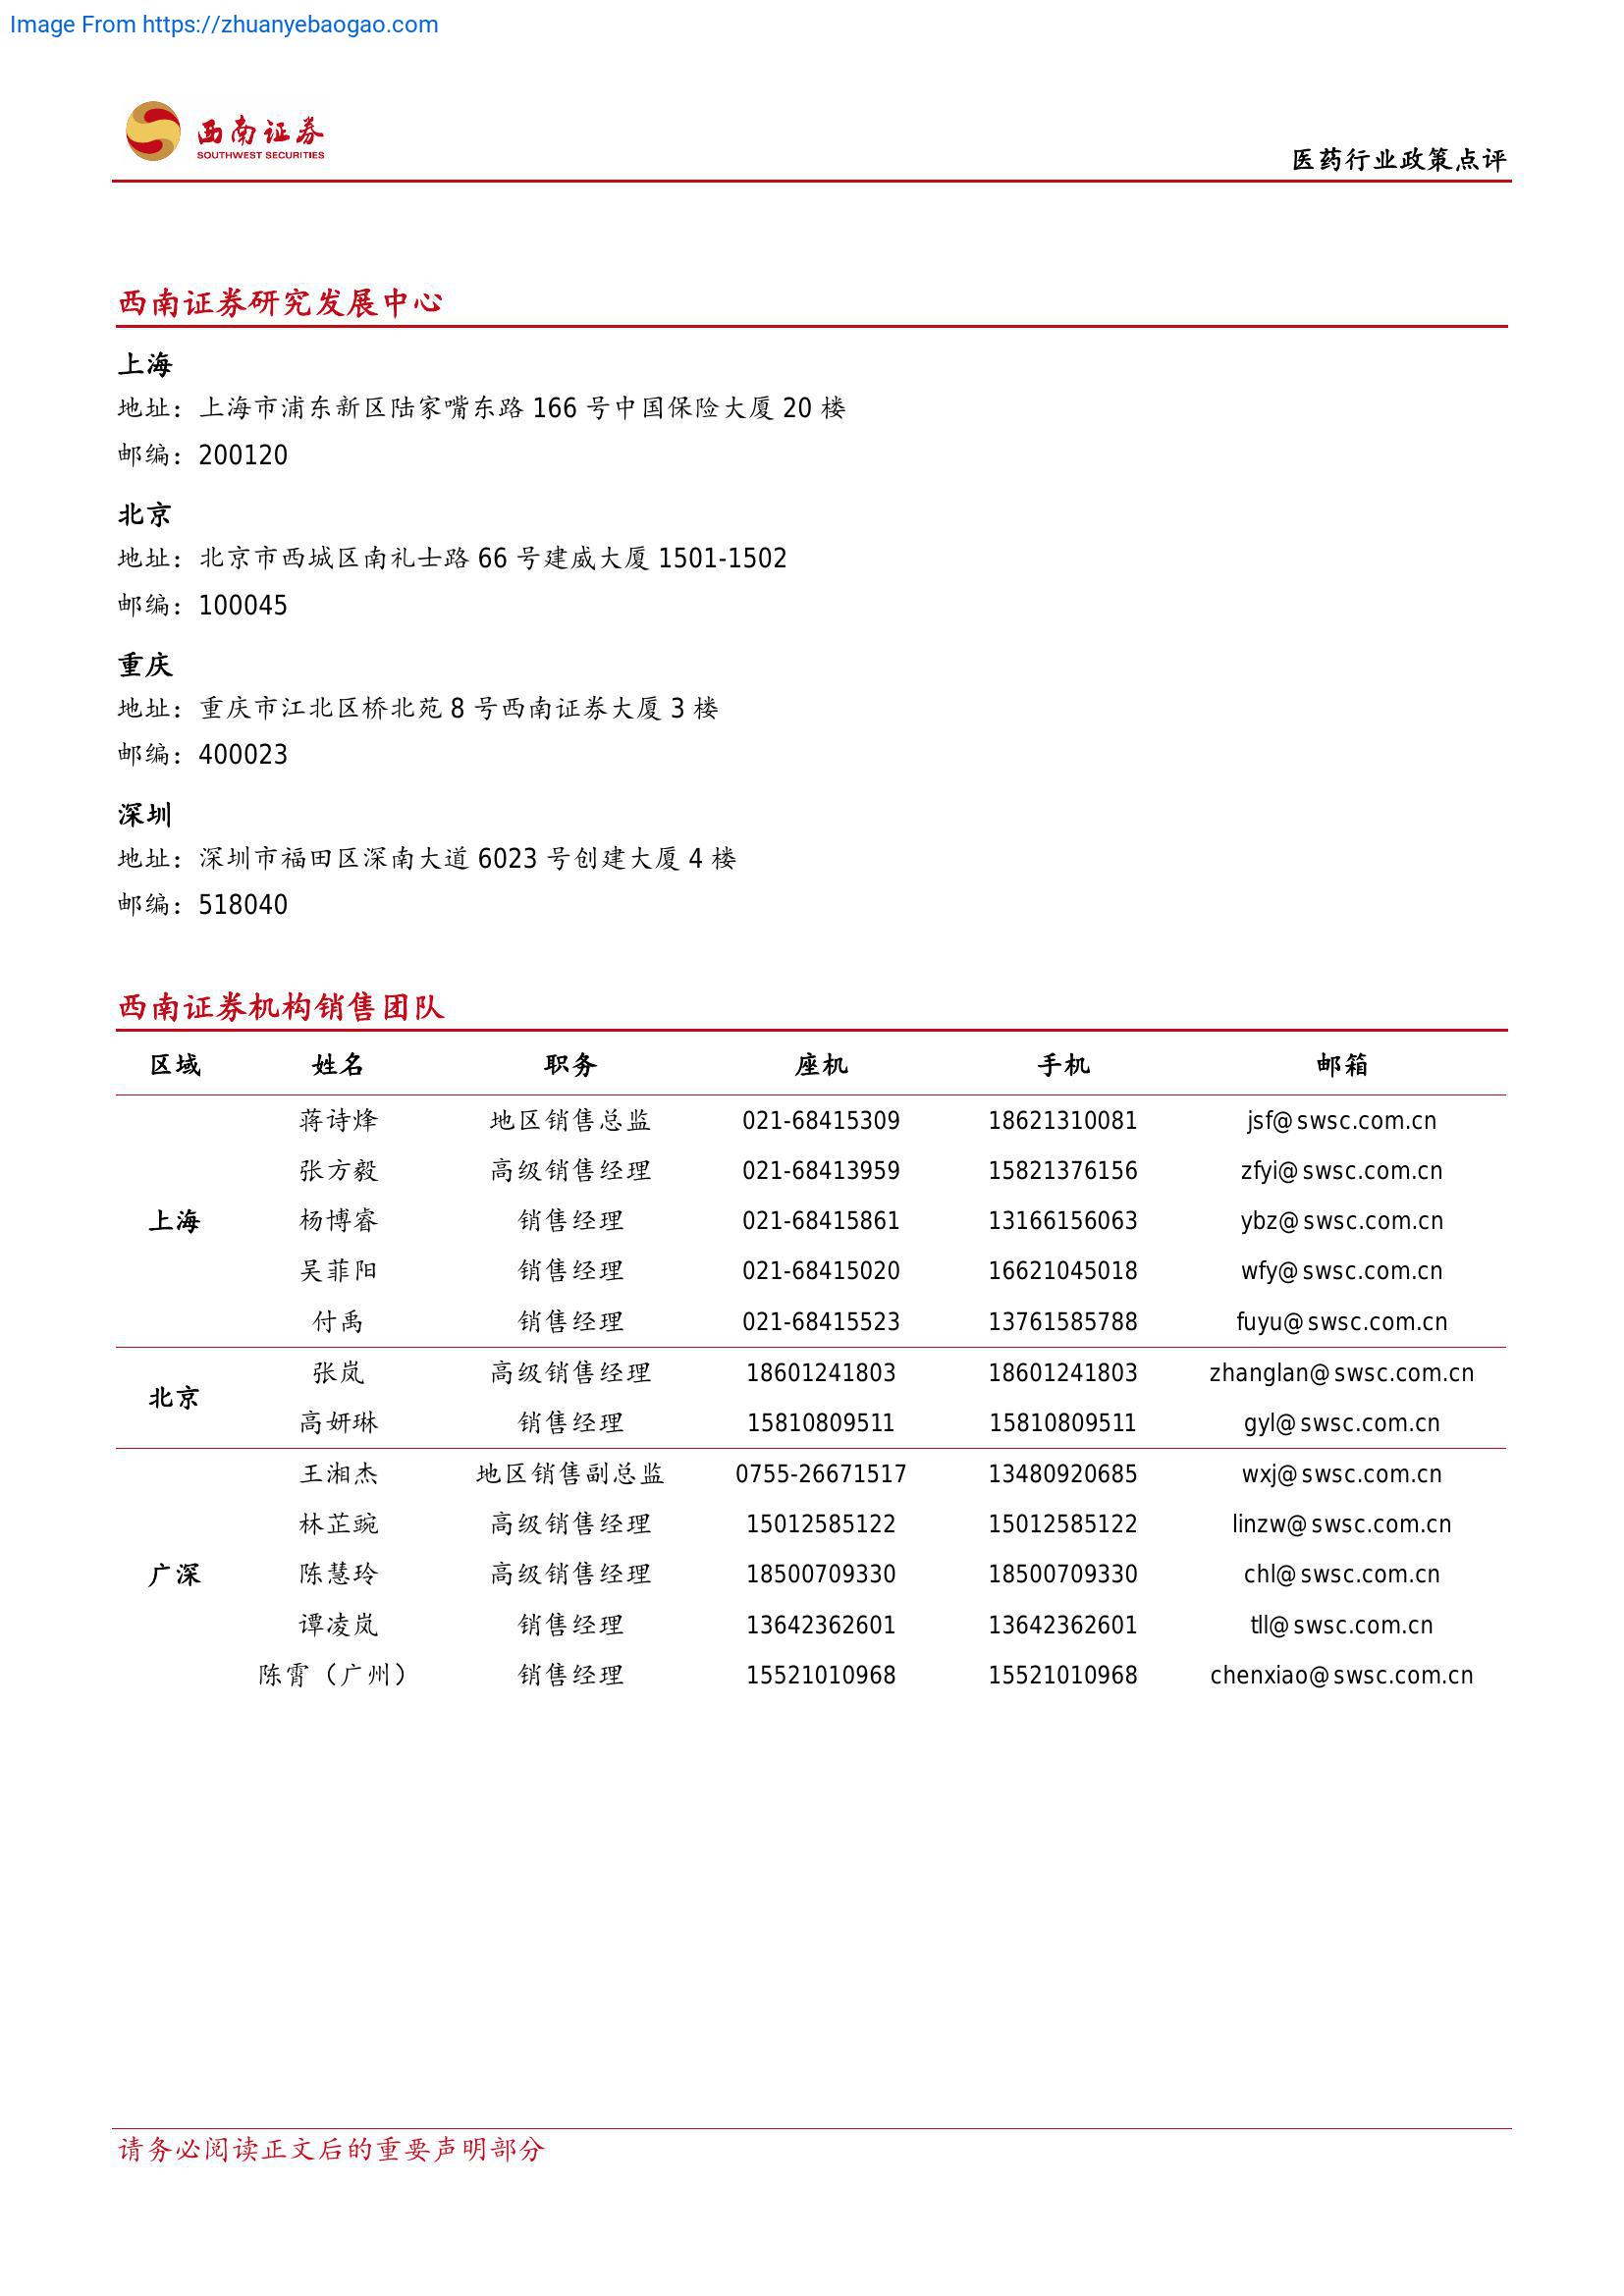 Image From https://zhuanyebaogao.com
西南证券
SOUTHWEST SECURITIES
医药行业政策点评
西南证券研究发展中心
上海
地址：上海市浦东新区陆家嘴东路 166 号中国保险大厦 20 楼
邮编：200120
北京
地址：北京市西城区南礼士路 66 号建威大厦 1501-1502
邮编：100045
重庆
地址：重庆市江北区桥北苑 8 号西南证券大厦 3 楼
邮编：400023
深圳
地址：深圳市福田区深南大道 6023 号创建大厦 4 楼
邮编：518040
西南证券机构销售团队
区域 姓名 职务 座机 手机 邮箱
蒋诗烽 地区销售总监 021-68415309 18621310081 jsf@swsc.com.cn
张方毅 高级销售经理 021-68413959 15821376156 zfyi@swsc.com.cn
上海 杨博睿 销售经理 021-68415861 13166156063 ybz@swsc.com.cn
吴菲阳 销售经理 021-68415020 16621045018 wfy@swsc.com.cn
付禹 销售经理 021-68415523 13761585788 fuyu@swsc.com.cn
北京 张岚 高级销售经理 18601241803 18601241803 zhanglan@swsc.com.cn
高妍琳 销售经理 15810809511 15810809511 gyl@swsc.com.cn
王湘杰 地区销售副总监 0755-26671517 13480920685 wxj@swsc.com.cn
林芷豌 高级销售经理 15012585122 15012585122 linzw@swsc.com.cn
广深 陈慧玲 高级销售经理 18500709330 18500709330 chl@swsc.com.cn
谭凌岚 销售经理 13642362601 13642362601 tll@swsc.com.cn
陈霄（广州） 销售经理 15521010968 15521010968 chenxiao@swsc.com.cn
请务必阅读正文后的重要声明部分